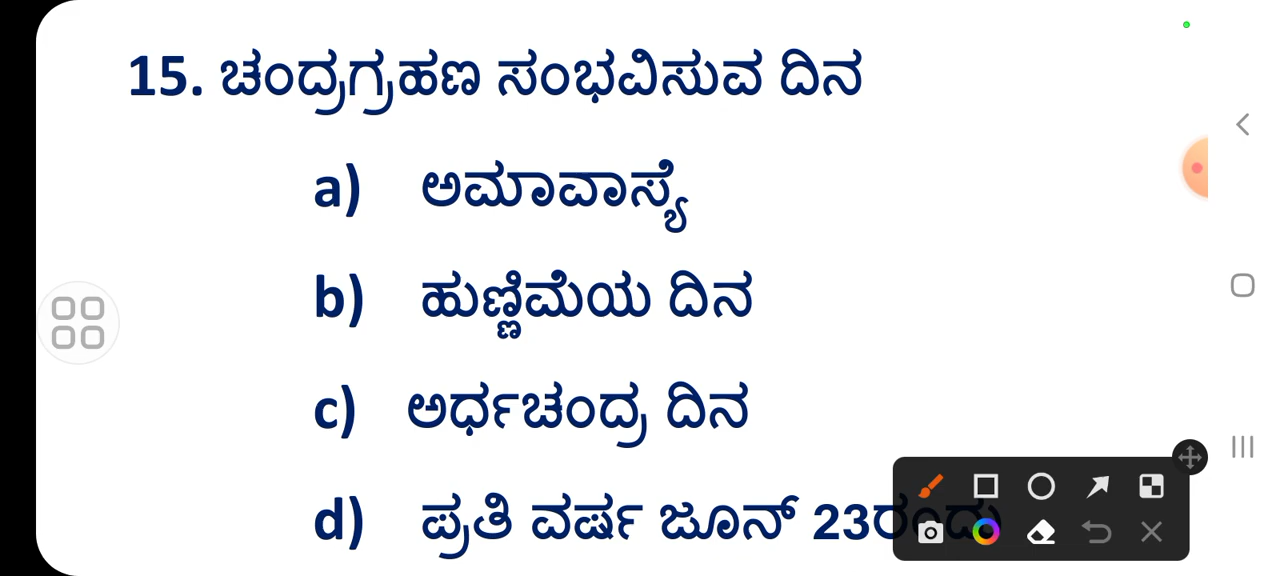 15. ಚಂದ್ರಗ್ರಹಣ ಸಂಭವಿಸುವ ದಿನ
a) ಅಮಾವಾಸ್ಯೆ
b) ಹುಣ್ಣಿಮೆಯ ದಿನ
c) ಅರ್ಧಚಂದ್ರ ದಿನ
d) ಪ್ರತಿ ವರ್ಷ ಜೂನ್ 23ರಂದು